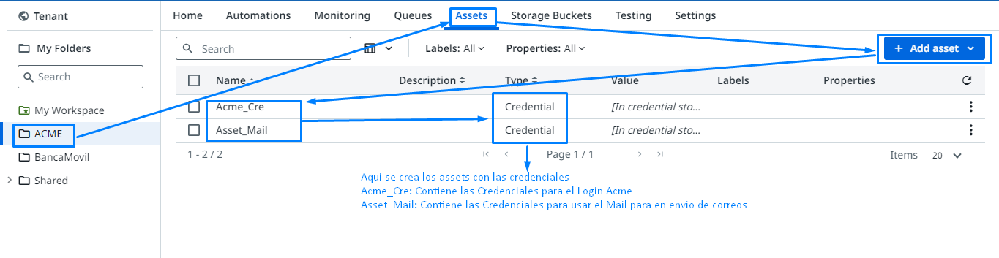 Tenant
Home Automations Monitoring Queues Assets Storage Buckets Testing Settings
My Folders
Search
Search
Labels: All Properties: All
+ Add asset
Name Description Type Value Labels Properties
My Workspace
ACME
BancaMovil
Shared
Acme_Cre Credential [In credential sto...
Asset_Mail Credential [In credential sto...
1 - 2 / 2 Page 1 / 1 Items 20
Aqui se crea los assets con las credenciales
Acme_Cre: Contiene las Credenciales para el Login Acme
Asset_Mail: Contiene las Credenciales para usar el Mail para en envio de correos